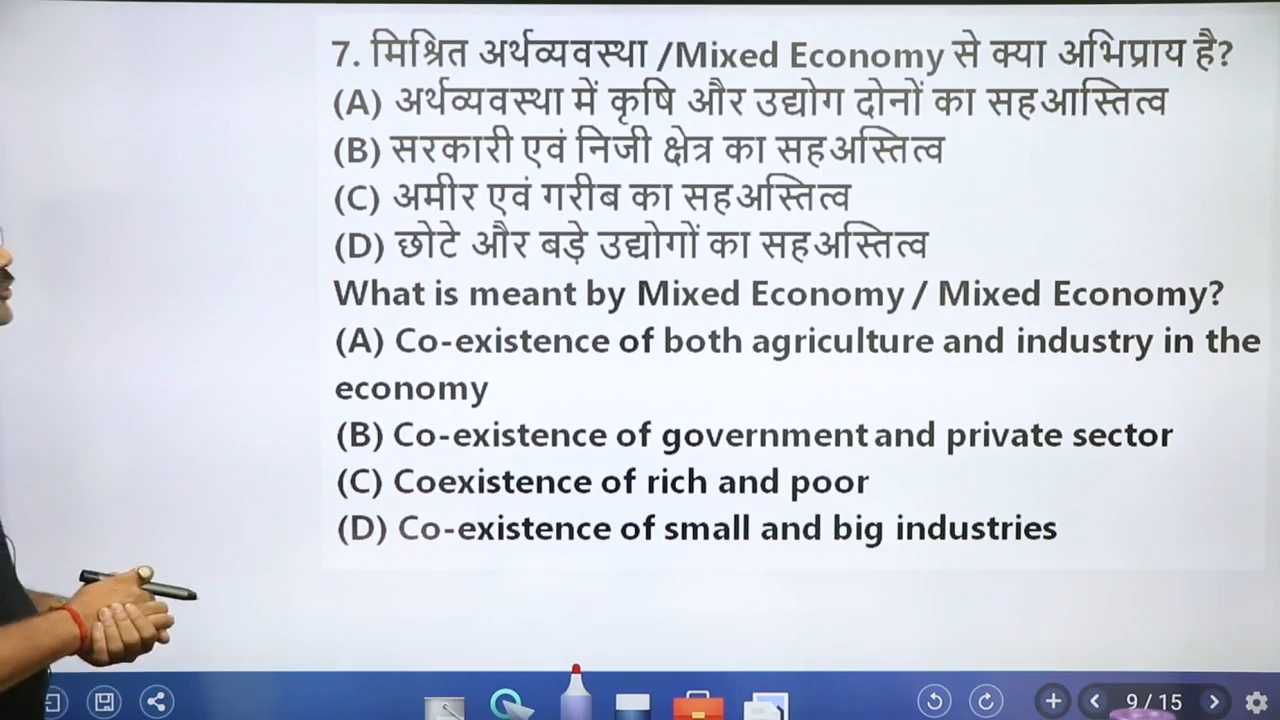 7. मिश्रित अर्थव्यवस्था /Mixed Economy से क्या अभिप्राय है?
(A) अर्थव्यवस्था में कृषि और उद्योग दोनों का सहआस्तित्व
(B) सरकारी एवं निजी क्षेत्र का सहअस्तित्व
(C) अमीर एवं गरीब का सहअस्तित्व
(D) छोटे और बड़े उद्योगों का सहअस्तित्व
What is meant by Mixed Economy / Mixed Economy?
(A) Co-existence of both agriculture and industry in the
economy
(B) Co-existence of government and private sector
(C) Coexistence of rich and poor
(D) Co-existence of small and big industries
9 / 15